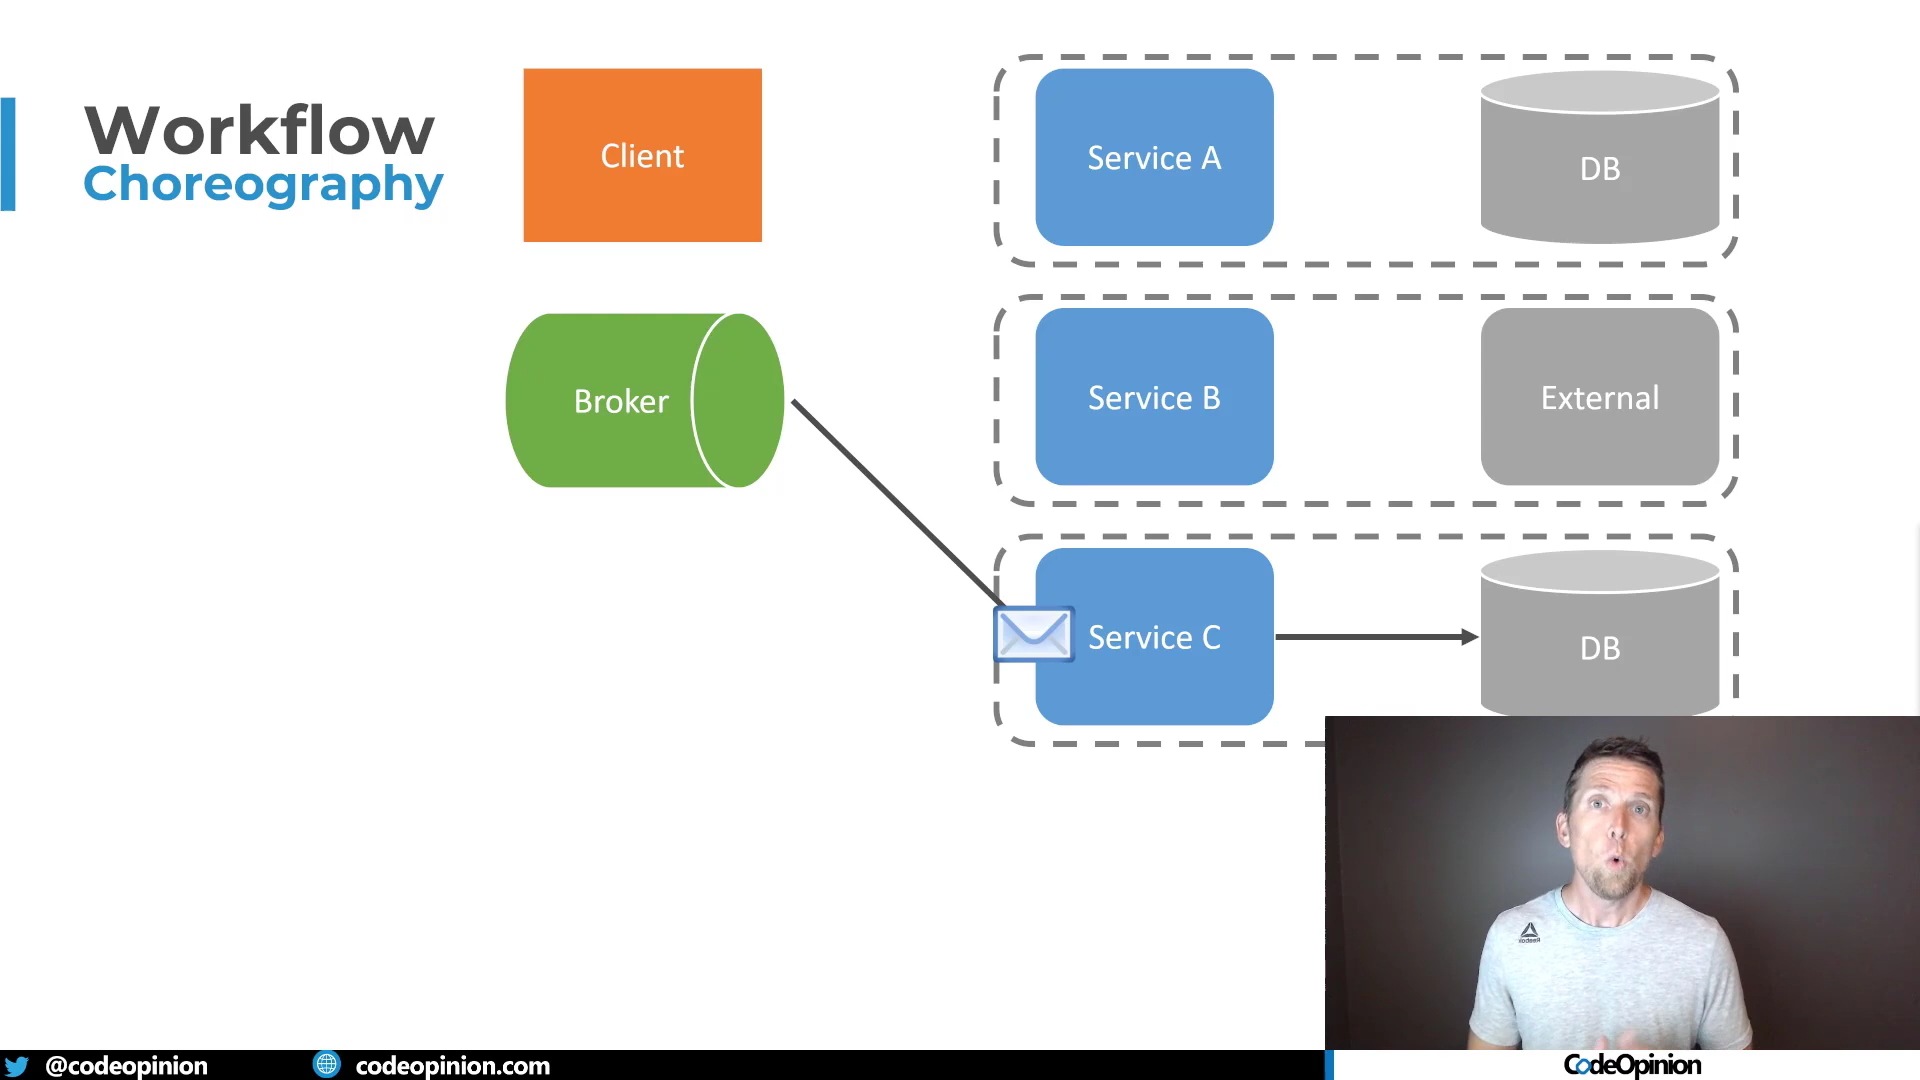 Workflow
Choreography
Client
Service A
DB
Broker
Service B
External
Service C
DB
@codeopinion
codeopinion.com
CodeOpinion